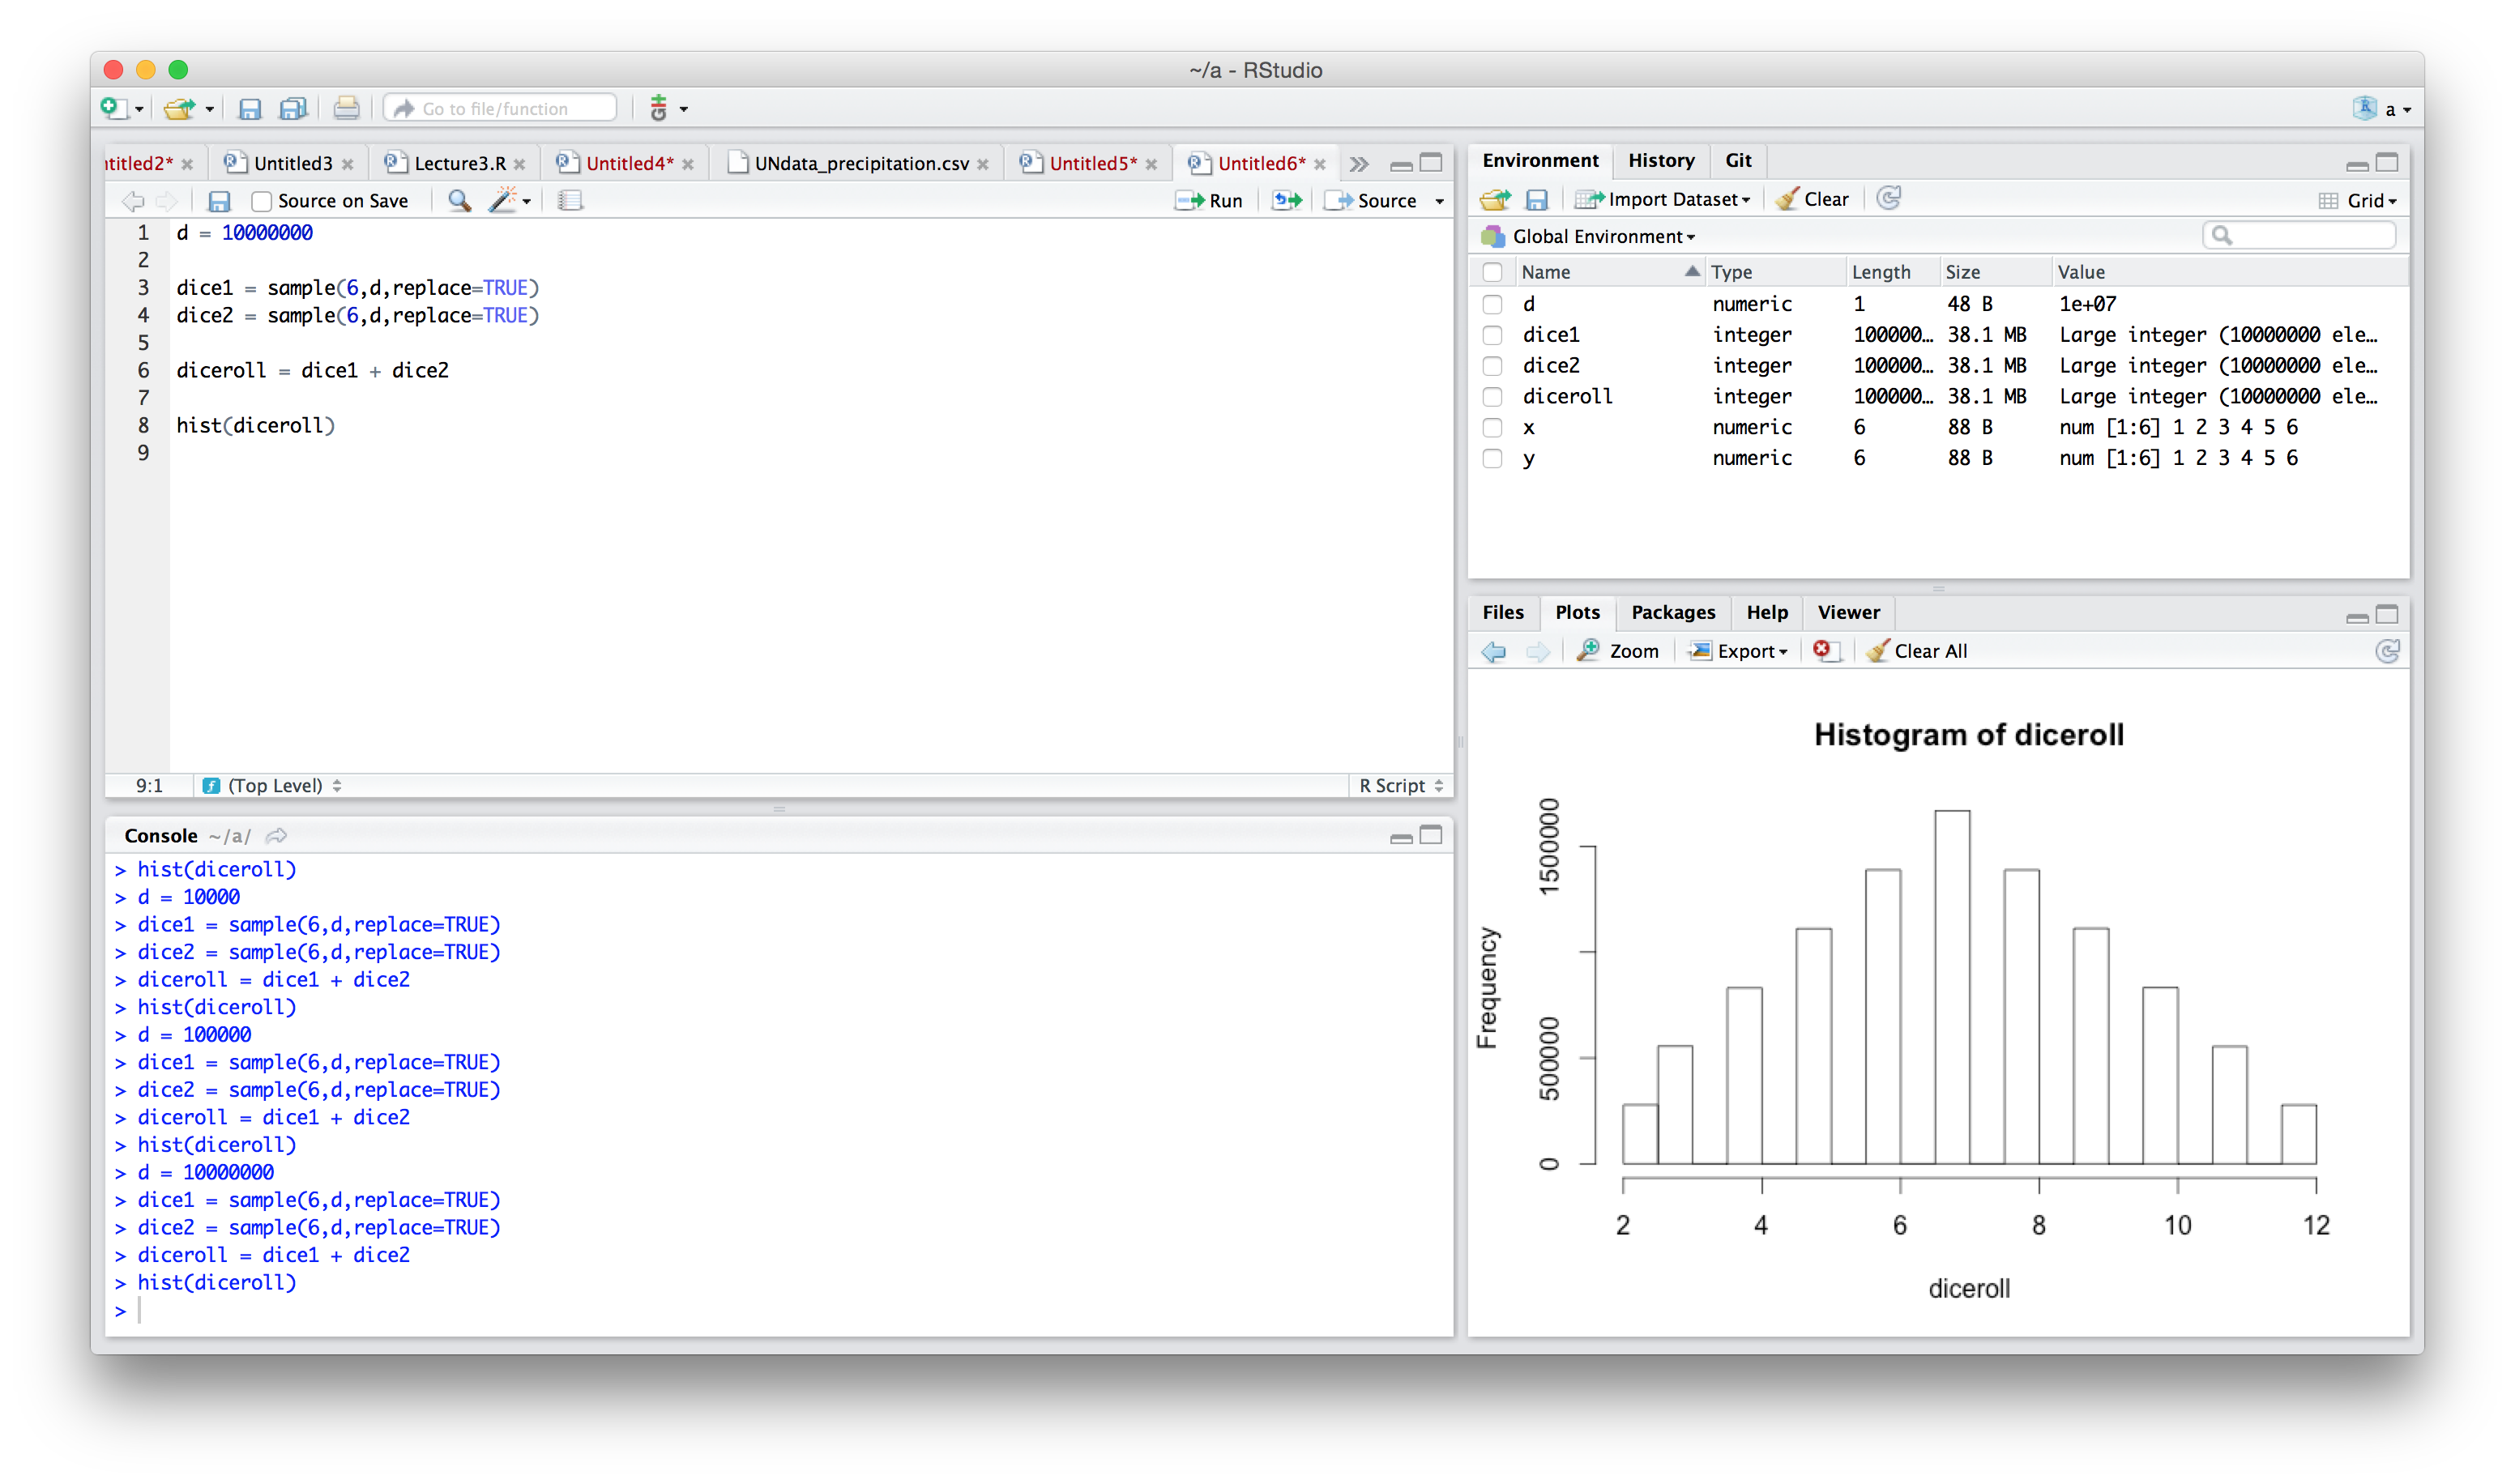 ~/a - RStudio
Go to file/function
a
ntitled2* Untitled3 Lecture3.R Untitled4* UNdata_precipitation.csv Untitled5* Untitled6*
Source on Save Run Source
1 d = 10000000
2
3 dice1 = sample(6,d,replace=TRUE)
4 dice2 = sample(6,d,replace=TRUE)
5
6 diceroll = dice1 + dice2
7
8 hist(diceroll)
9
9:1 (Top Level) R Script
Console ~/a/
> hist(diceroll)
> d = 10000
> dice1 = sample(6,d,replace=TRUE)
> dice2 = sample(6,d,replace=TRUE)
> diceroll = dice1 + dice2
> hist(diceroll)
> d = 100000
> dice1 = sample(6,d,replace=TRUE)
> dice2 = sample(6,d,replace=TRUE)
> diceroll = dice1 + dice2
> hist(diceroll)
> d = 10000000
> dice1 = sample(6,d,replace=TRUE)
> dice2 = sample(6,d,replace=TRUE)
> diceroll = dice1 + dice2
> hist(diceroll)
>
Environment History Git
Import Dataset Clear Grid
Global Environment
Name Type Length Size Value
d numeric 1 48 B 1e+07
dice1 integer 100000… 38.1 MB Large integer (10000000 ele…
dice2 integer 100000… 38.1 MB Large integer (10000000 ele…
diceroll integer 100000… 38.1 MB Large integer (10000000 ele…
x numeric 6 88 B num [1:6] 1 2 3 4 5 6
y numeric 6 88 B num [1:6] 1 2 3 4 5 6
Files Plots Packages Help Viewer
Zoom Export Clear All
Histogram of diceroll
Frequency
1500000
500000
0
2 4 6 8 10 12
diceroll